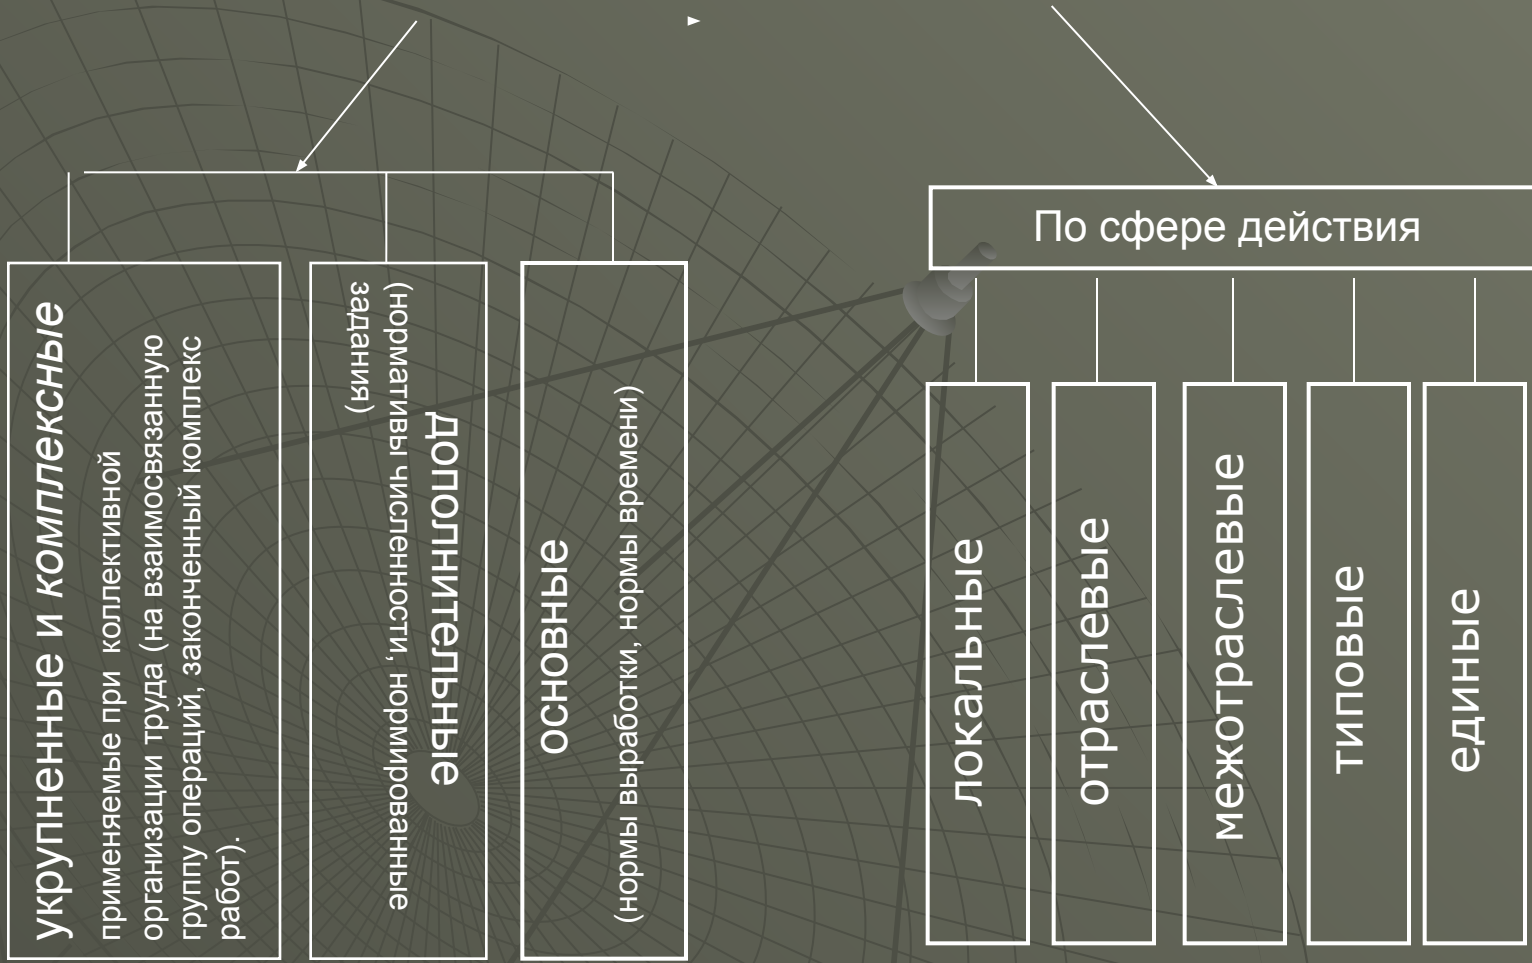 укрупненные и комплексные
применяемые при коллективной
организации труда (на взаимосвязанную
группу операций, законченный комплекс
работ).
дополнительные
(нормативы численности, нормированные
задания)
основные
(нормы выработки, нормы времени)
По сфере действия
локальные
отраслевые
межотраслевые
типовые
единые